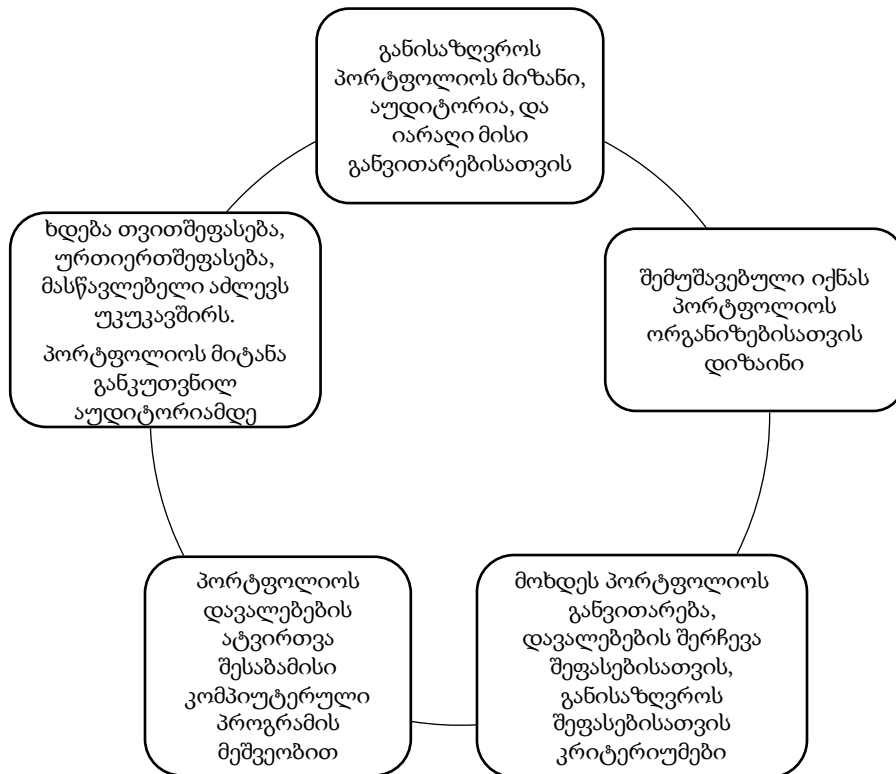 განისაზღვროს
პორტფოლიოს მიზანი,
აუდიტორია, და
იარაღი მისი
განვითარებისათვის
შემუშავებული იქნას
პორტფოლიოს
ორგანიზებისათვის
დიზაინი
მოხდეს პორტფოლიოს
განვითარება,
დავალებების შერჩევა
შეფასებისათვის,
განისაზღვროს
შეფასებისათვის
კრიტერიუმები
პორტფოლიოს
დავალებების
ატვირთვა
შესაბამისი
კომპიუტერული
პროგრამის
მეშვეობით
ხდება თვითშეფასება,
ურთიერთშეფასება,
მასწავლებელი აძლევს
უკუკავშირს.
პორტფოლიოს მიტანა
განკუთვნილ
აუდიტორიამდე